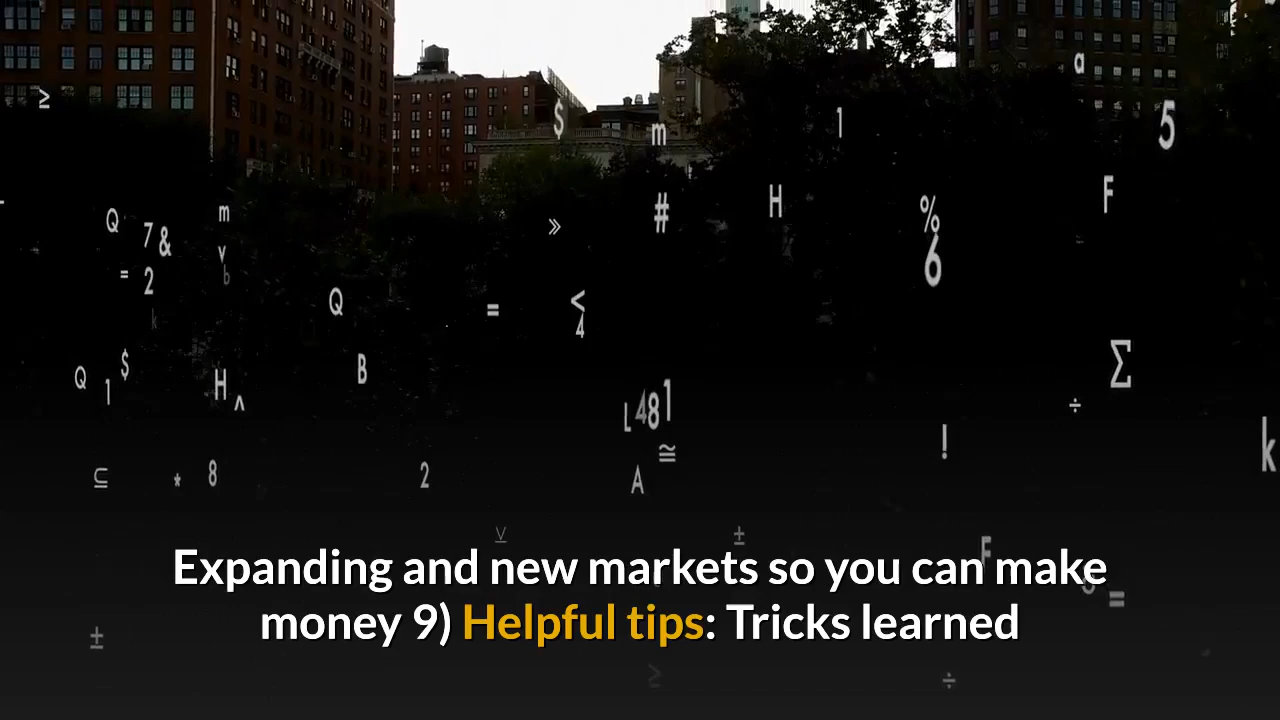 Expanding and new markets so you can make
money 9) Helpful tips: Tricks learned